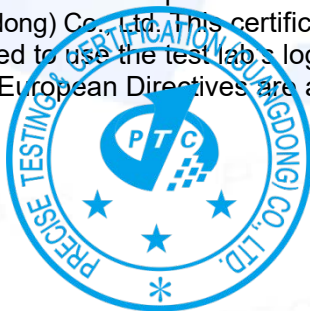 ong) Co., Ltd. This certific
ed to use the test lab's log
European Directives are a
PRECISE TESTING & CERTIFICATION (GUANGDONG) CO., LTD.
PTC